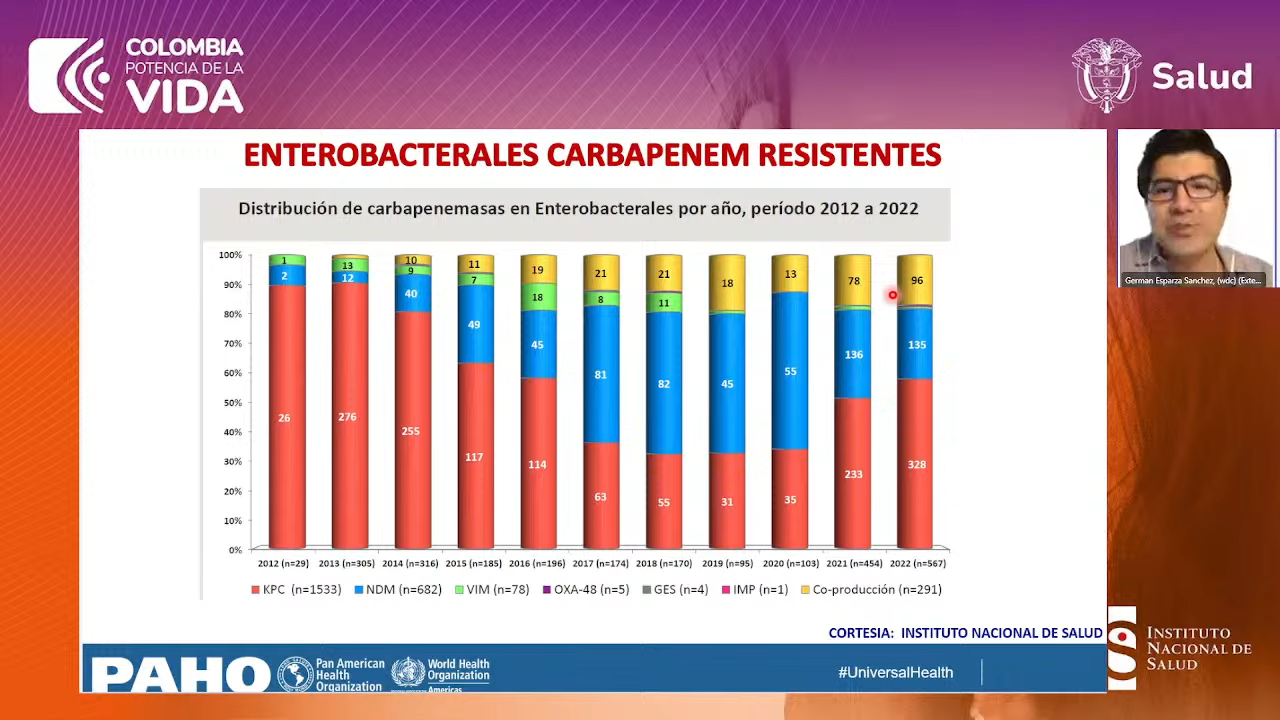 COLOMBIA
POTENCIA DE LA
VIDA
Salud
ENTEROBACTERALES CARBAPENEM RESISTENTES
Distribución de carbapenemasas en Enterobacterales por año, período 2012 a 2022
100%
90%
80%
70%
60%
50%
40%
30%
20%
10%
0%
1 13 10 11 19 21 21 18 13 78 96
2 12 9 7 18 8 11
40 49 45 81 82 45 55 136 135
26 276 255 117 114 63 55 31 35 233 328
2012 (n=29) 2013 (n=305) 2014 (n=316) 2015 (n=185) 2016 (n=196) 2017 (n=174) 2018 (n=170) 2019 (n=95) 2020 (n=103) 2021 (n=454) 2022 (n=567)
KPC (n=1533) NDM (n=682) VIM (n=78) OXA-48 (n=5) GES (n=4) IMP (n=1) Co-producción (n=291)
CORTESIA: INSTITUTO NACIONAL DE SALUD
German Esparza Sanchez, (wdc) (Exte...
PAHO
Pan American
Health
Organization
World Health
Organization
Americas
#UniversalHealth
INSTITUTO
NACIONAL DE
SALUD